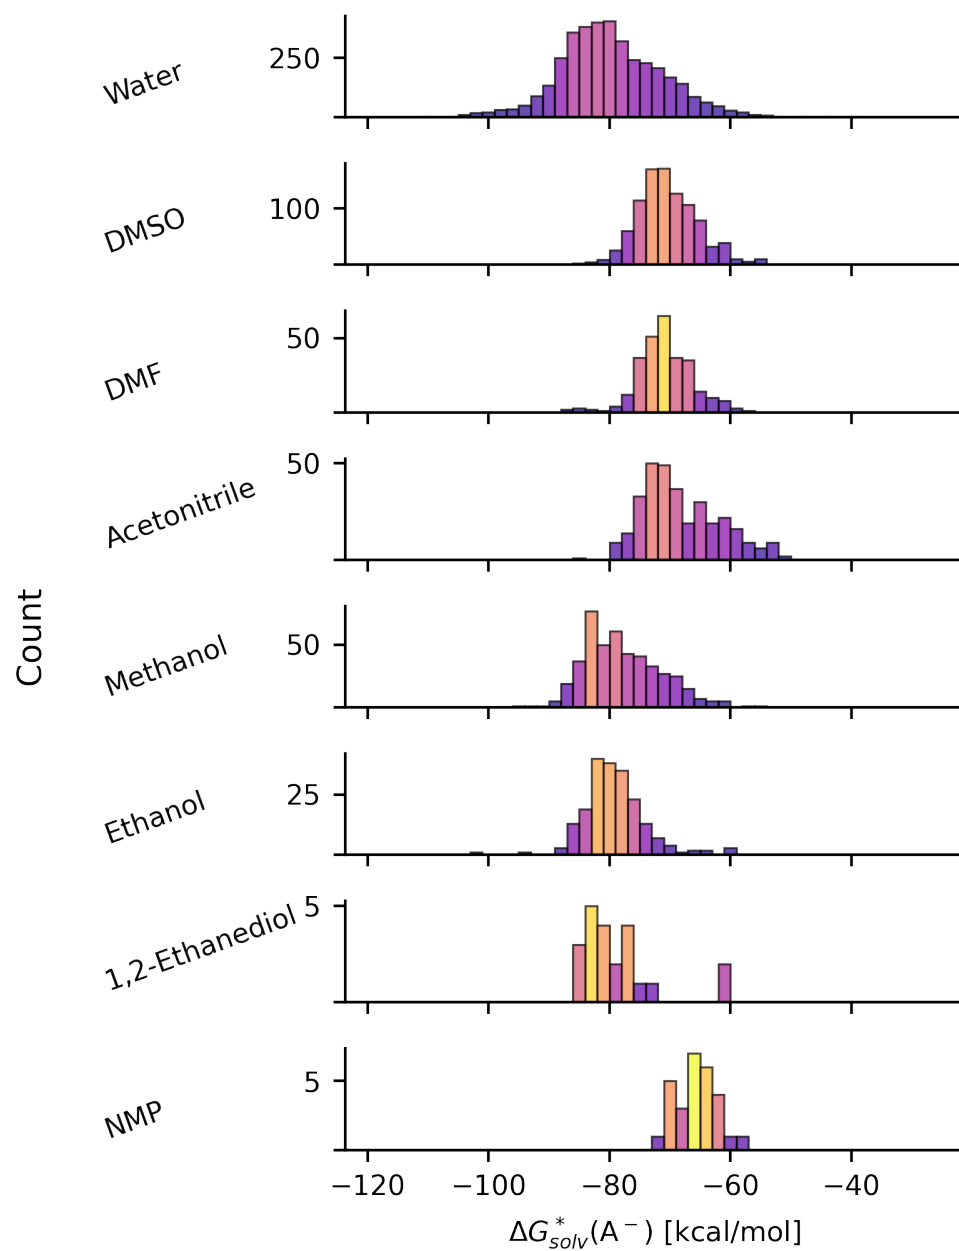 Water
250
DMSO
100
DMF
50
Acetonitrile
50
Count
Methanol
50
Ethanol
25
1,2-Ethanediol
5
NMP
5
−120 −100 −80 −60 −40
ΔG*solv(A−) [kcal/mol]